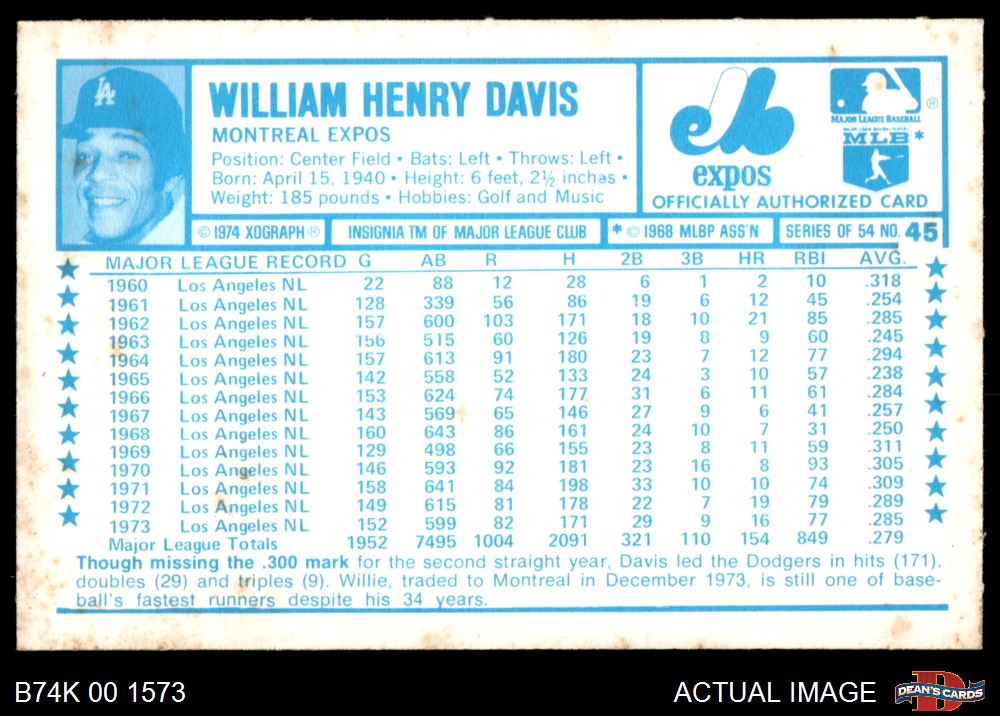 LA
WILLIAM HENRY DAVIS
MONTREAL EXPOS
Position: Center Field • Bats: Left • Throws: Left •
Born: April 15, 1940 • Height: 6 feet, 2½ inches •
Weight: 185 pounds • Hobbies: Golf and Music
expos
MAJOR LEAGUE BASEBALL ®
MAJOR LEAGUE BASEBALL PLAYERS
MLB *
OFFICIALLY AUTHORIZED CARD
© 1974 XOGRAPH ® INSIGNIA TM OF MAJOR LEAGUE CLUB * © 1968 MLBP ASS'N SERIES OF 54 NO. 45
MAJOR LEAGUE RECORD G AB R H 2B 3B HR RBI AVG.
1960 Los Angeles NL 22 88 12 28 6 1 2 10 .318
1961 Los Angeles NL 128 339 56 86 19 6 12 45 .254
1962 Los Angeles NL 157 600 103 171 18 10 21 85 .285
1963 Los Angeles NL 156 515 60 126 19 8 9 60 .245
1964 Los Angeles NL 157 613 91 180 23 7 12 77 .294
1965 Los Angeles NL 142 558 52 133 24 3 10 57 .238
1966 Los Angeles NL 153 624 74 177 31 6 11 61 .284
1967 Los Angeles NL 143 569 65 146 27 9 6 41 .257
1968 Los Angeles NL 160 643 86 161 24 10 7 31 .250
1969 Los Angeles NL 129 498 66 155 23 8 11 59 .311
1970 Los Angeles NL 146 593 92 181 23 16 8 93 .305
1971 Los Angeles NL 158 641 84 198 33 10 10 74 .309
1972 Los Angeles NL 149 615 81 178 22 7 19 79 .289
1973 Los Angeles NL 152 599 82 171 29 9 16 77 .285
Major League Totals 1952 7495 1004 2091 321 110 154 849 .279
Though missing the .300 mark for the second straight year, Davis led the Dodgers in hits (171),
doubles (29) and triples (9). Willie, traded to Montreal in December 1973, is still one of base-
ball's fastest runners despite his 34 years.
B74K 00 1573
ACTUAL IMAGE
DEAN'S CARDS